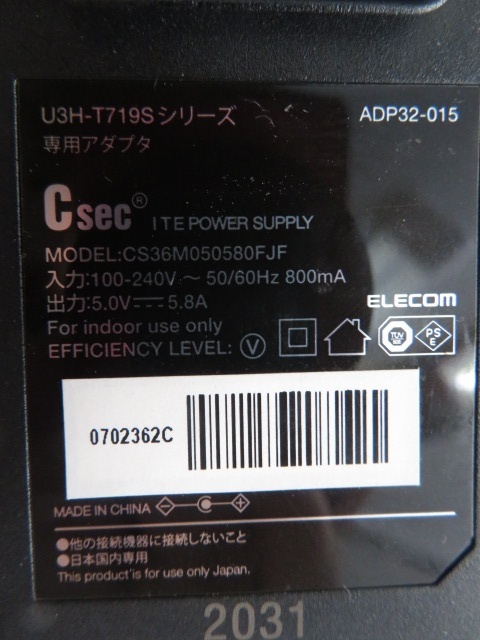 U3H-T719Sシリーズ ADP32-015
専用アダプタ
Csec® ITE POWER SUPPLY
MODEL:CS36M050580FJF
入力:100-240V～ 50/60Hz 800mA
出力:5.0V⎓5.8A
ELECOM
For indoor use only
EFFICIENCY LEVEL: V
TUV
PS
E
0702362C
MADE IN CHINA
●他の接続機器に接続しないこと
●日本国内専用
This product is for use only Japan.
2031